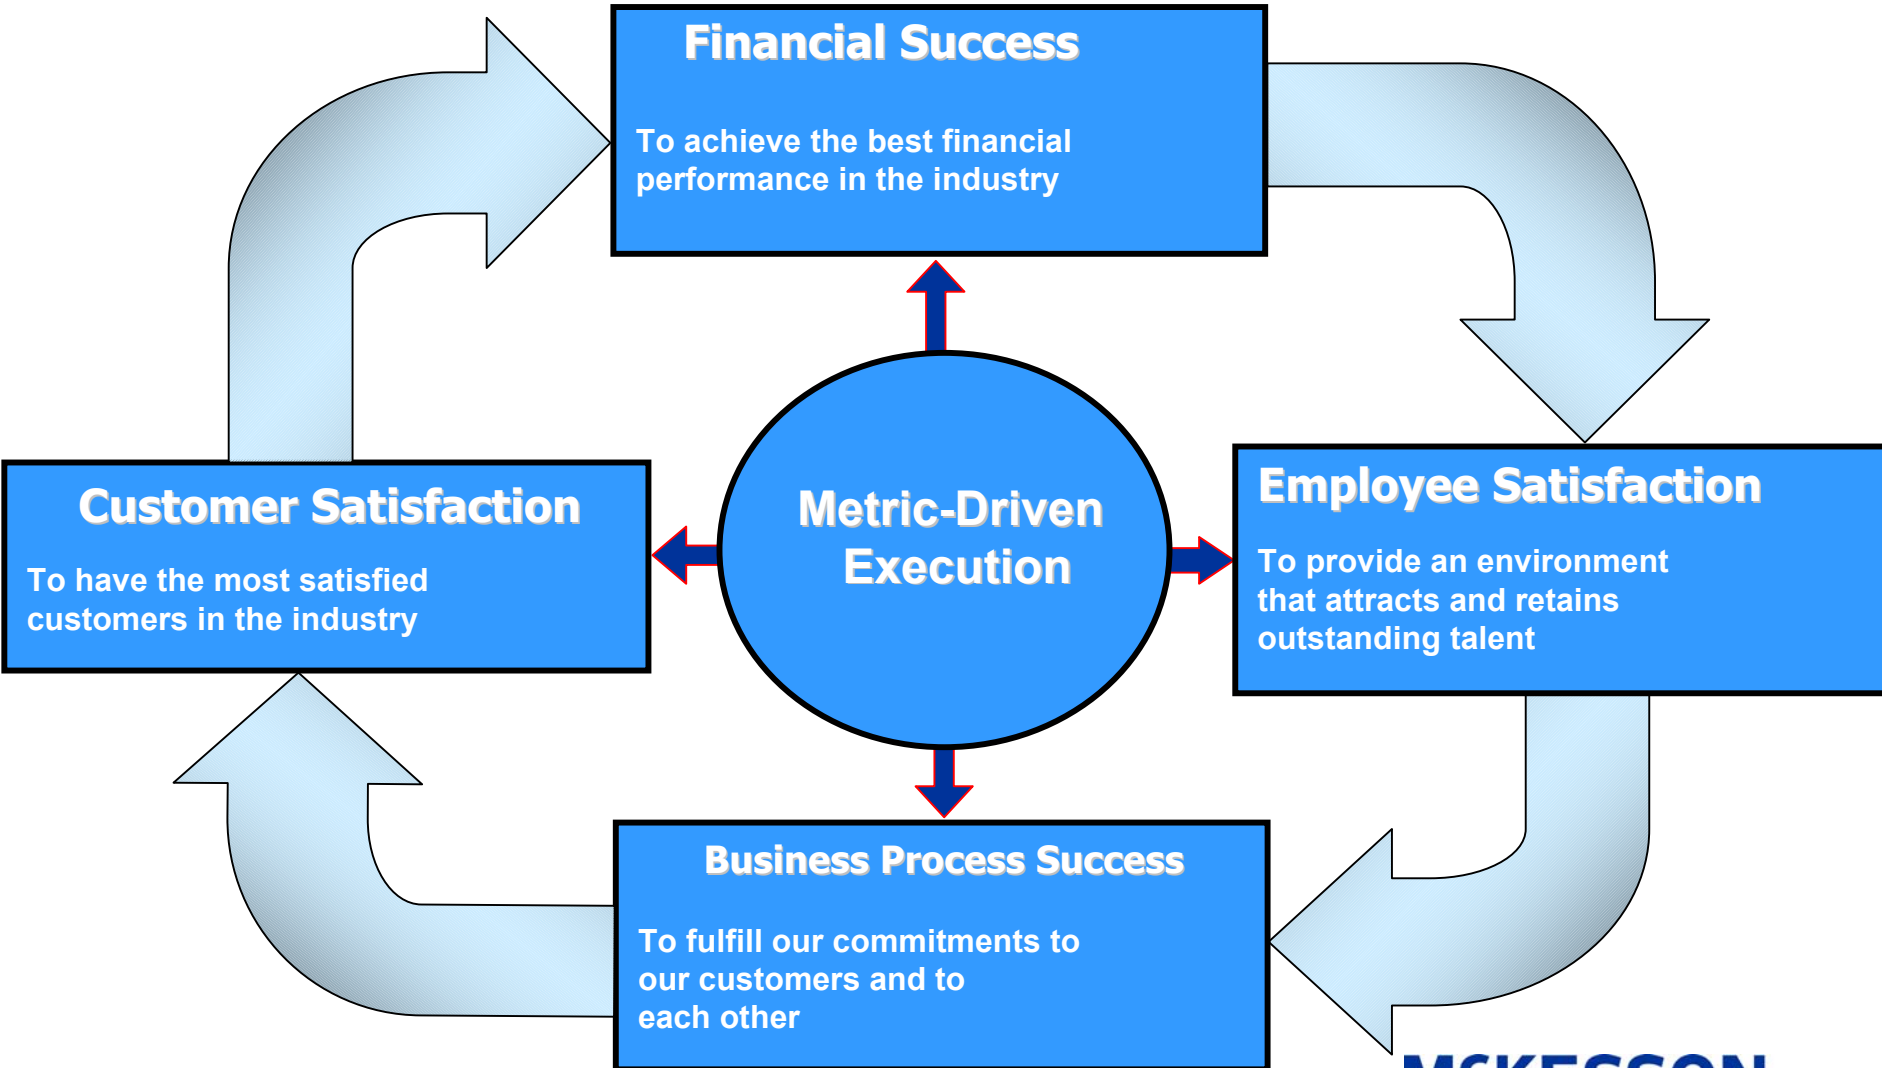 Financial Success
To achieve the best financial
performance in the industry
Customer Satisfaction
To have the most satisfied
customers in the industry
Metric-Driven
Execution
Employee Satisfaction
To provide an environment
that attracts and retains
outstanding talent
Business Process Success
To fulfill our commitments to
our customers and to
each other
MCKESSON